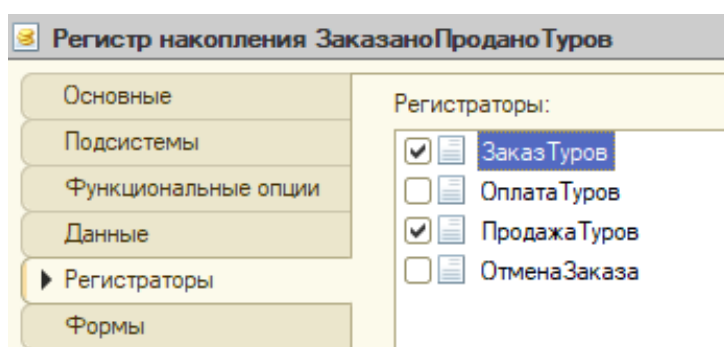 Регистр накопления ЗаказаноПроданоТуров
Основные
Подсистемы
Функциональные опции
Данные
Регистраторы
Формы
Регистраторы:
ЗаказТуров
ОплатаТуров
ПродажаТуров
ОтменаЗаказа